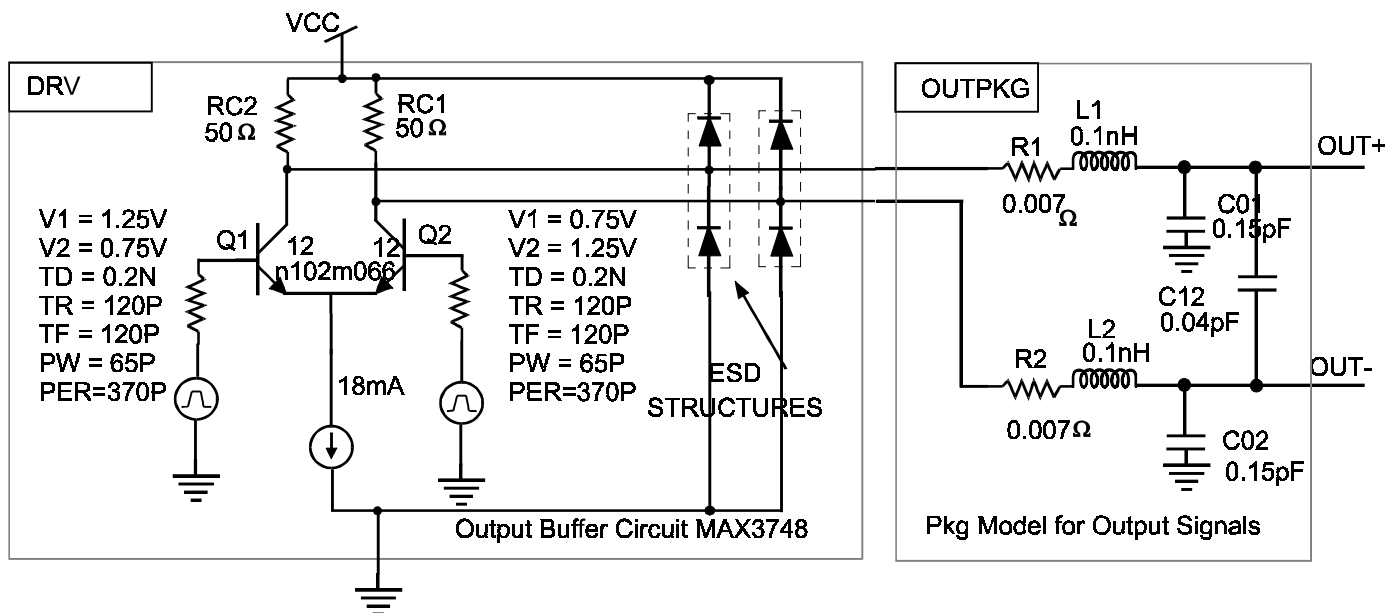 VCC
DRV
OUTPKG
RC2
50 Ω
RC1
50 Ω
L1
0.1nH
R1
0.007Ω
OUT+
C01
0.15pF
V1 = 1.25V
V2 = 0.75V
TD = 0.2N
TR = 120P
TF = 120P
PW = 65P
PER=370P
Q1
12
12
Q2
n102m066
V1 = 0.75V
V2 = 1.25V
TD = 0.2N
TR = 120P
TF = 120P
PW = 65P
PER=370P
18mA
C12
0.04pF
L2
0.1nH
R2
0.007Ω
OUT-
ESD
STRUCTURES
C02
0.15pF
Output Buffer Circuit MAX3748
Pkg Model for Output Signals